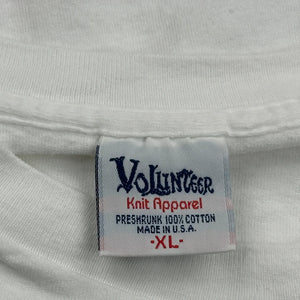 VOLUNTEER
Knit Apparel
PRESHRUNK 100% COTTON
MADE IN U.S.A.
-XL-